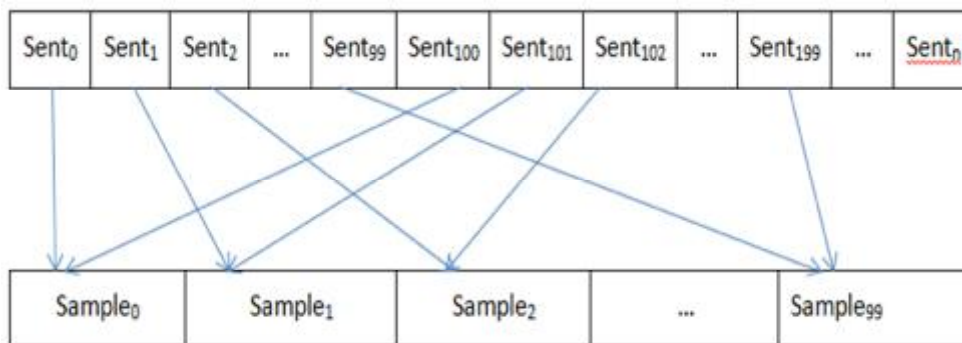 Sent₀ Sent₁ Sent₂ ... Sent₉₉ Sent₁₀₀ Sent₁₀₁ Sent₁₀₂ ... Sent₁₉₉ ... Sentₙ
Sample₀ Sample₁ Sample₂ ... Sample₉₉